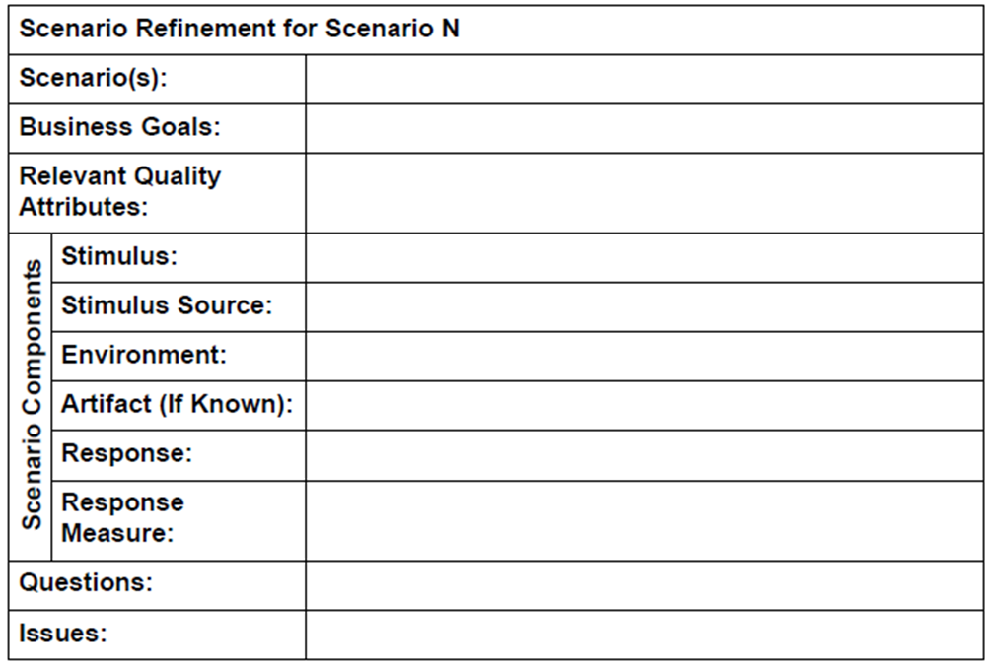 Scenario Refinement for Scenario N
Scenario(s):
Business Goals:
Relevant Quality
Attributes:
Scenario Components
Stimulus:
Stimulus Source:
Environment:
Artifact (If Known):
Response:
Response
Measure:
Questions:
Issues: